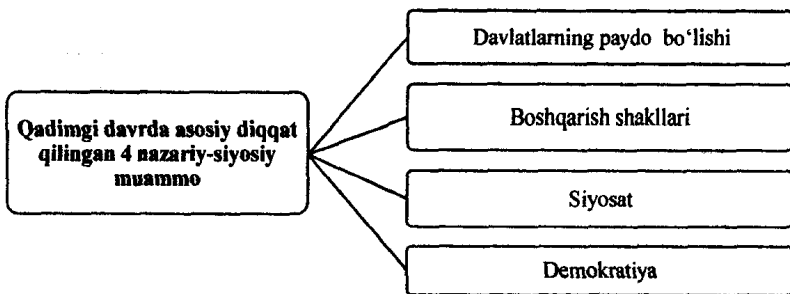 Qadimgi davrda asosiy diqqat
qilingan 4 nazariy-siyosiy
muammo
Davlatlarning paydo bo‘lishi
Boshqarish shakllari
Siyosat
Demokratiya